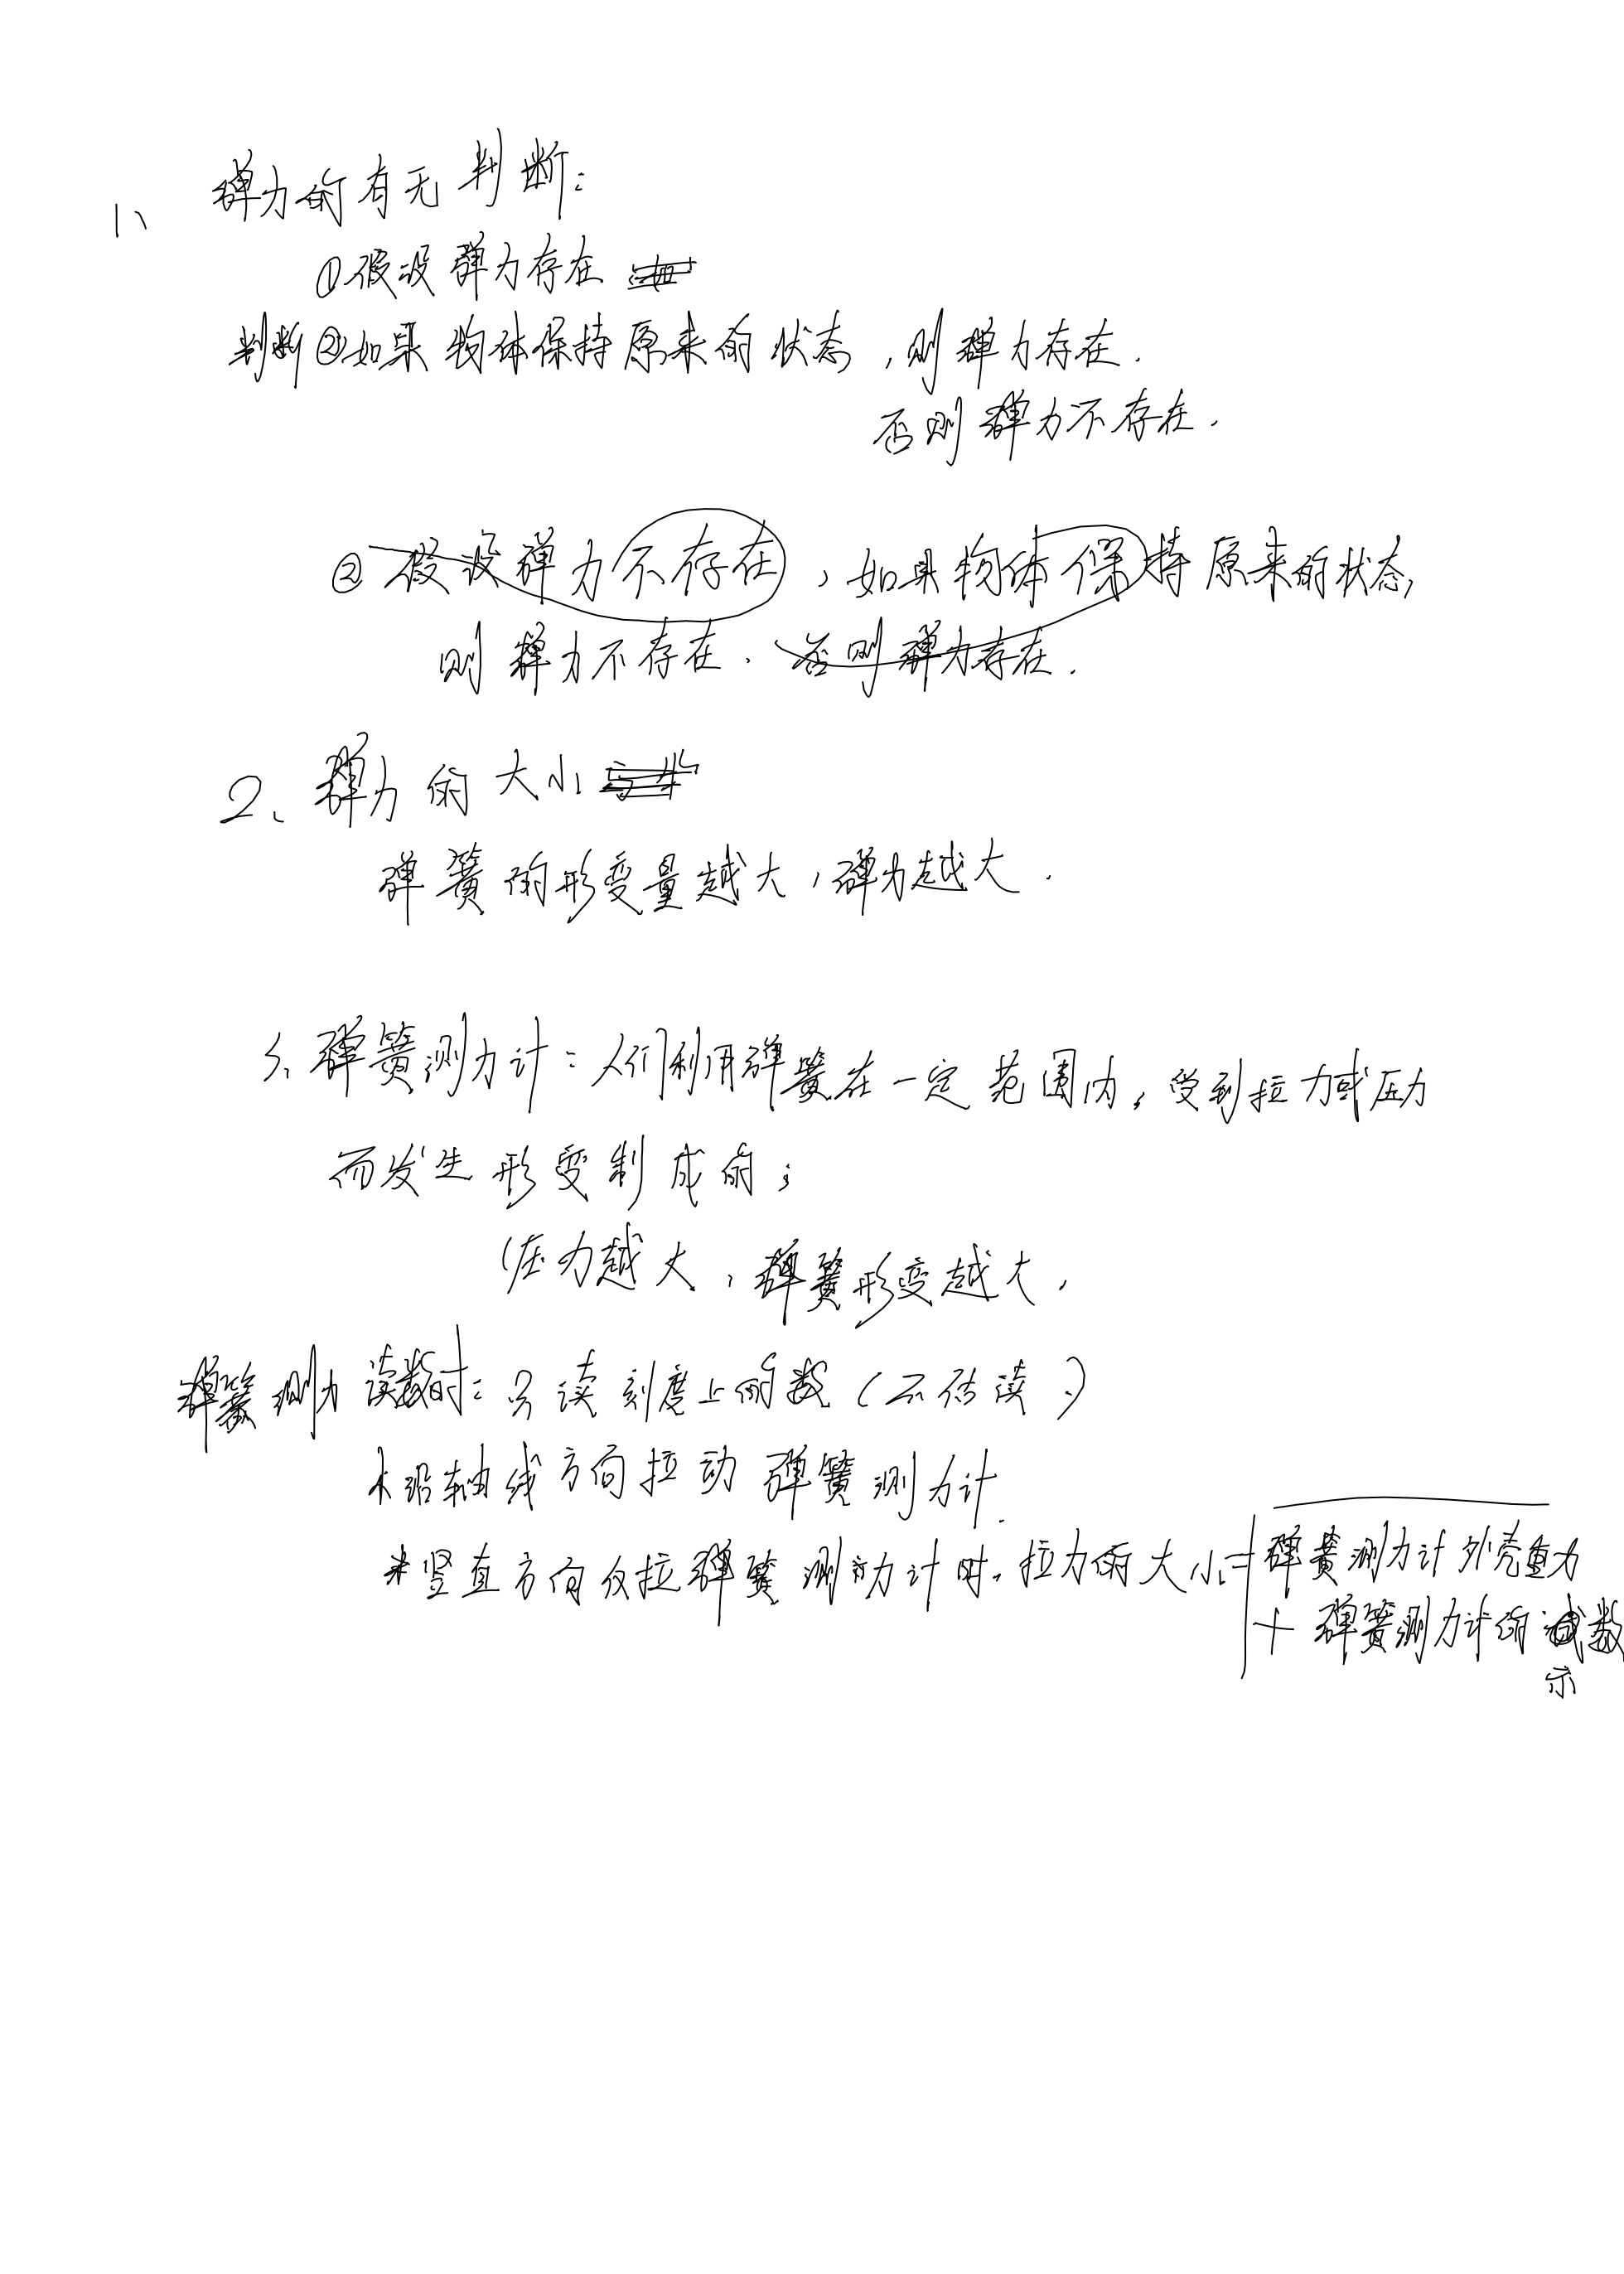 1、 弹力的有无判断:
①假设弹力存在
判断②如果物体保持原来的状态,则弹力存在.
否则弹力不存在.
②假设弹力不存在,如果物体保持原来的状态,
则弹力不存在.否则弹力存在.
2、弹力的大小
弹簧的形变量越大,弹力越大.
3、弹簧测力计:人们利用弹簧在一定范围内,受到拉力或压力
而发生形变制成的;
(压力越大,弹簧形变越大,
弹簧测力 读数时:只读刻度上的数(不估读.)
沿轴线方向拉动弹簧测力计.
*竖直方向仅拉弹簧测力计时,拉力的大小=弹簧测力计外壳重力
+弹簧测力计的数
示